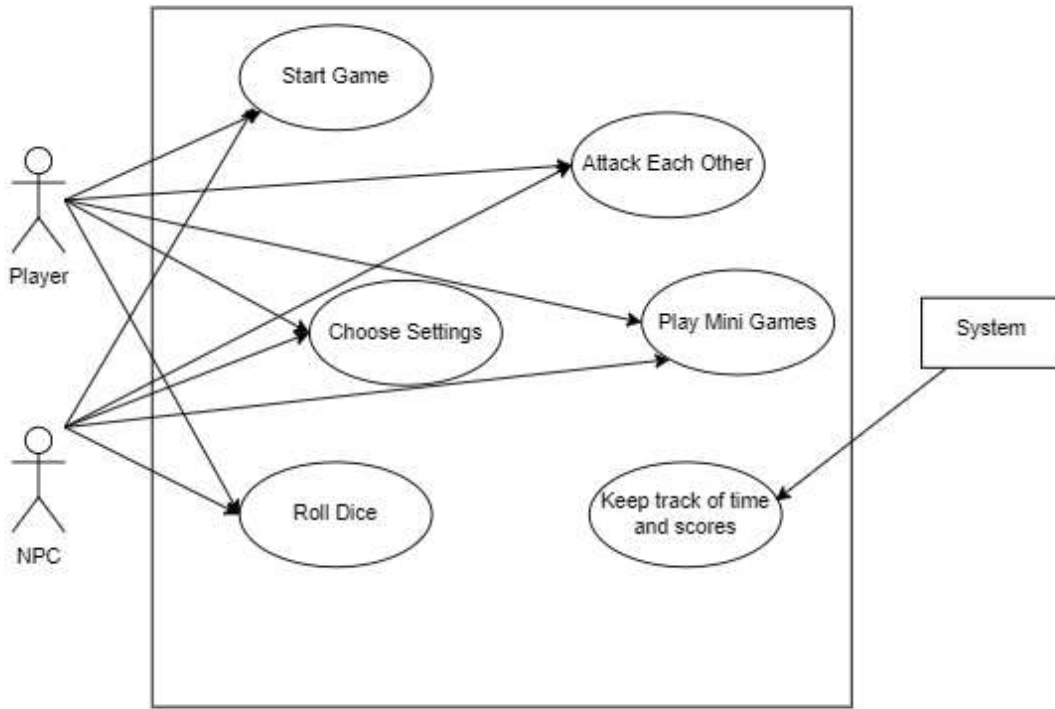 Start Game
Attack Each Other
Player
Choose Settings
Play Mini Games
System
Roll Dice
Keep track of time
and scores
NPC